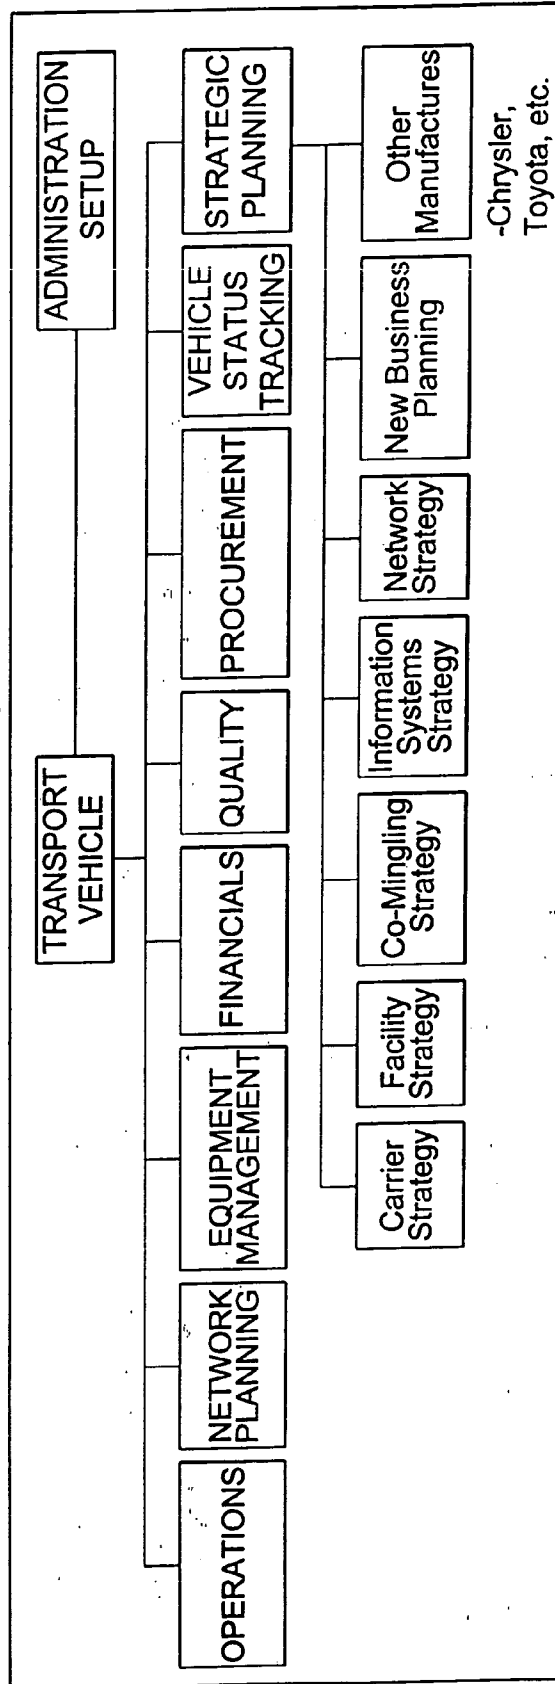 TRANSPORT
VEHICLE
ADMINISTRATION
SETUP
OPERATIONS
NETWORK
PLANNING
EQUIPMENT
MANAGEMENT
FINANCIALS
QUALITY
PROCUREMENT
VEHICLE
STATUS
TRACKING
STRATEGIC
PLANNING
Carrier
Strategy
Facility
Strategy
Co-Mingling
Strategy
Information
Systems
Strategy
Network
Strategy
New Business
Planning
Other
Manufactures
-Chrysler,
Toyota, etc.